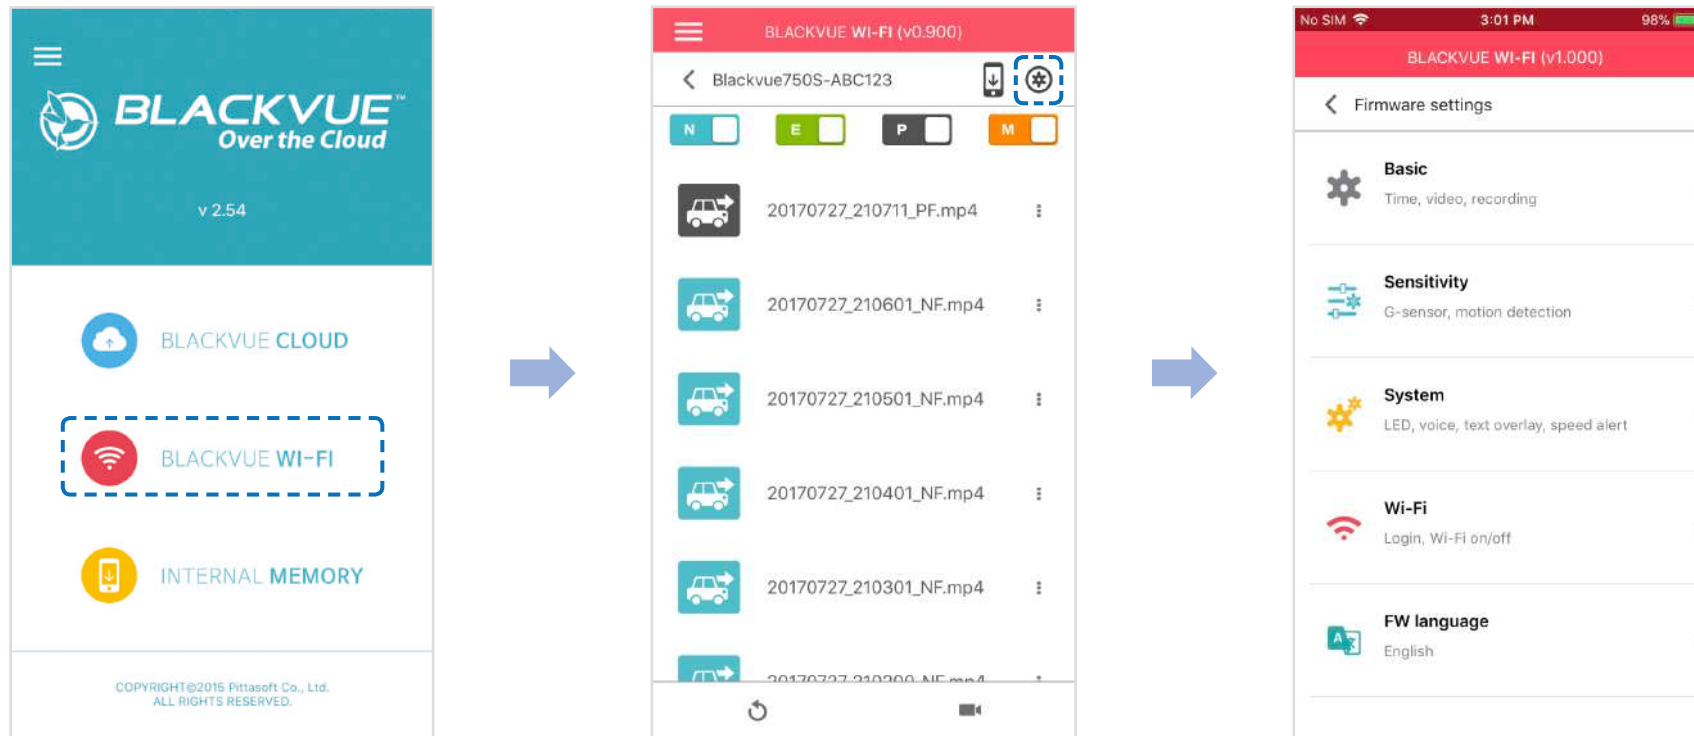 BLACKVUE™
Over the Cloud
v 2.54
BLACKVUE CLOUD
BLACKVUE WI-FI
INTERNAL MEMORY
COPYRIGHT©2015 Pittasoft Co., Ltd.
ALL RIGHTS RESERVED.
BLACKVUE WI-FI (v0.900)
Blackvue750S-ABC123
N E P M
20170727_210711_PF.mp4
20170727_210601_NF.mp4
20170727_210501_NF.mp4
20170727_210401_NF.mp4
20170727_210301_NF.mp4
20170727_210200_NF.mp4
No SIM 3:01 PM 98%
BLACKVUE WI-FI (v1.000)
Firmware settings
Basic
Time, video, recording
Sensitivity
G-sensor, motion detection
System
LED, voice, text overlay, speed alert
Wi-Fi
Login, Wi-Fi on/off
A
FW language
English